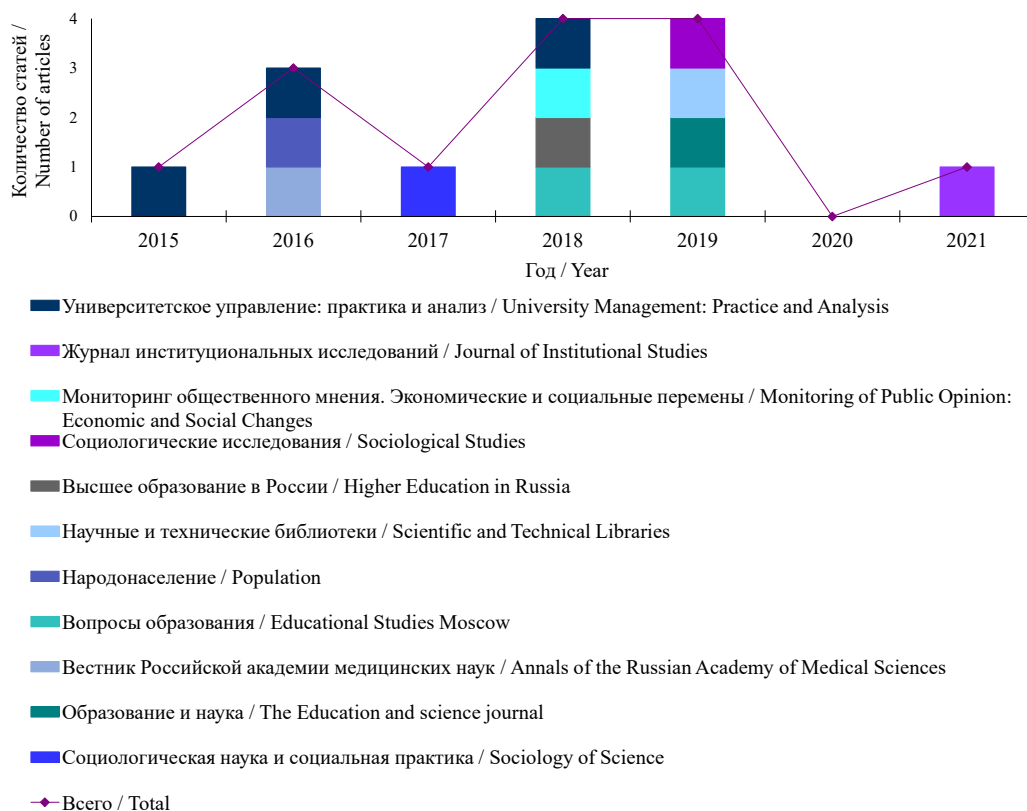 Количество статей /
Number of articles
4
3
2
1
0
2015 2016 2017 2018 2019 2020 2021
Год / Year
Университетское управление: практика и анализ / University Management: Practice and Analysis
Журнал институциональных исследований / Journal of Institutional Studies
Мониторинг общественного мнения. Экономические и социальные перемены / Monitoring of Public Opinion:
Economic and Social Changes
Социологические исследования / Sociological Studies
Высшее образование в России / Higher Education in Russia
Научные и технические библиотеки / Scientific and Technical Libraries
Народонаселение / Population
Вопросы образования / Educational Studies Moscow
Вестник Российской академии медицинских наук / Annals of the Russian Academy of Medical Sciences
Образование и наука / The Education and science journal
Социологическая наука и социальная практика / Sociology of Science
Всего / Total